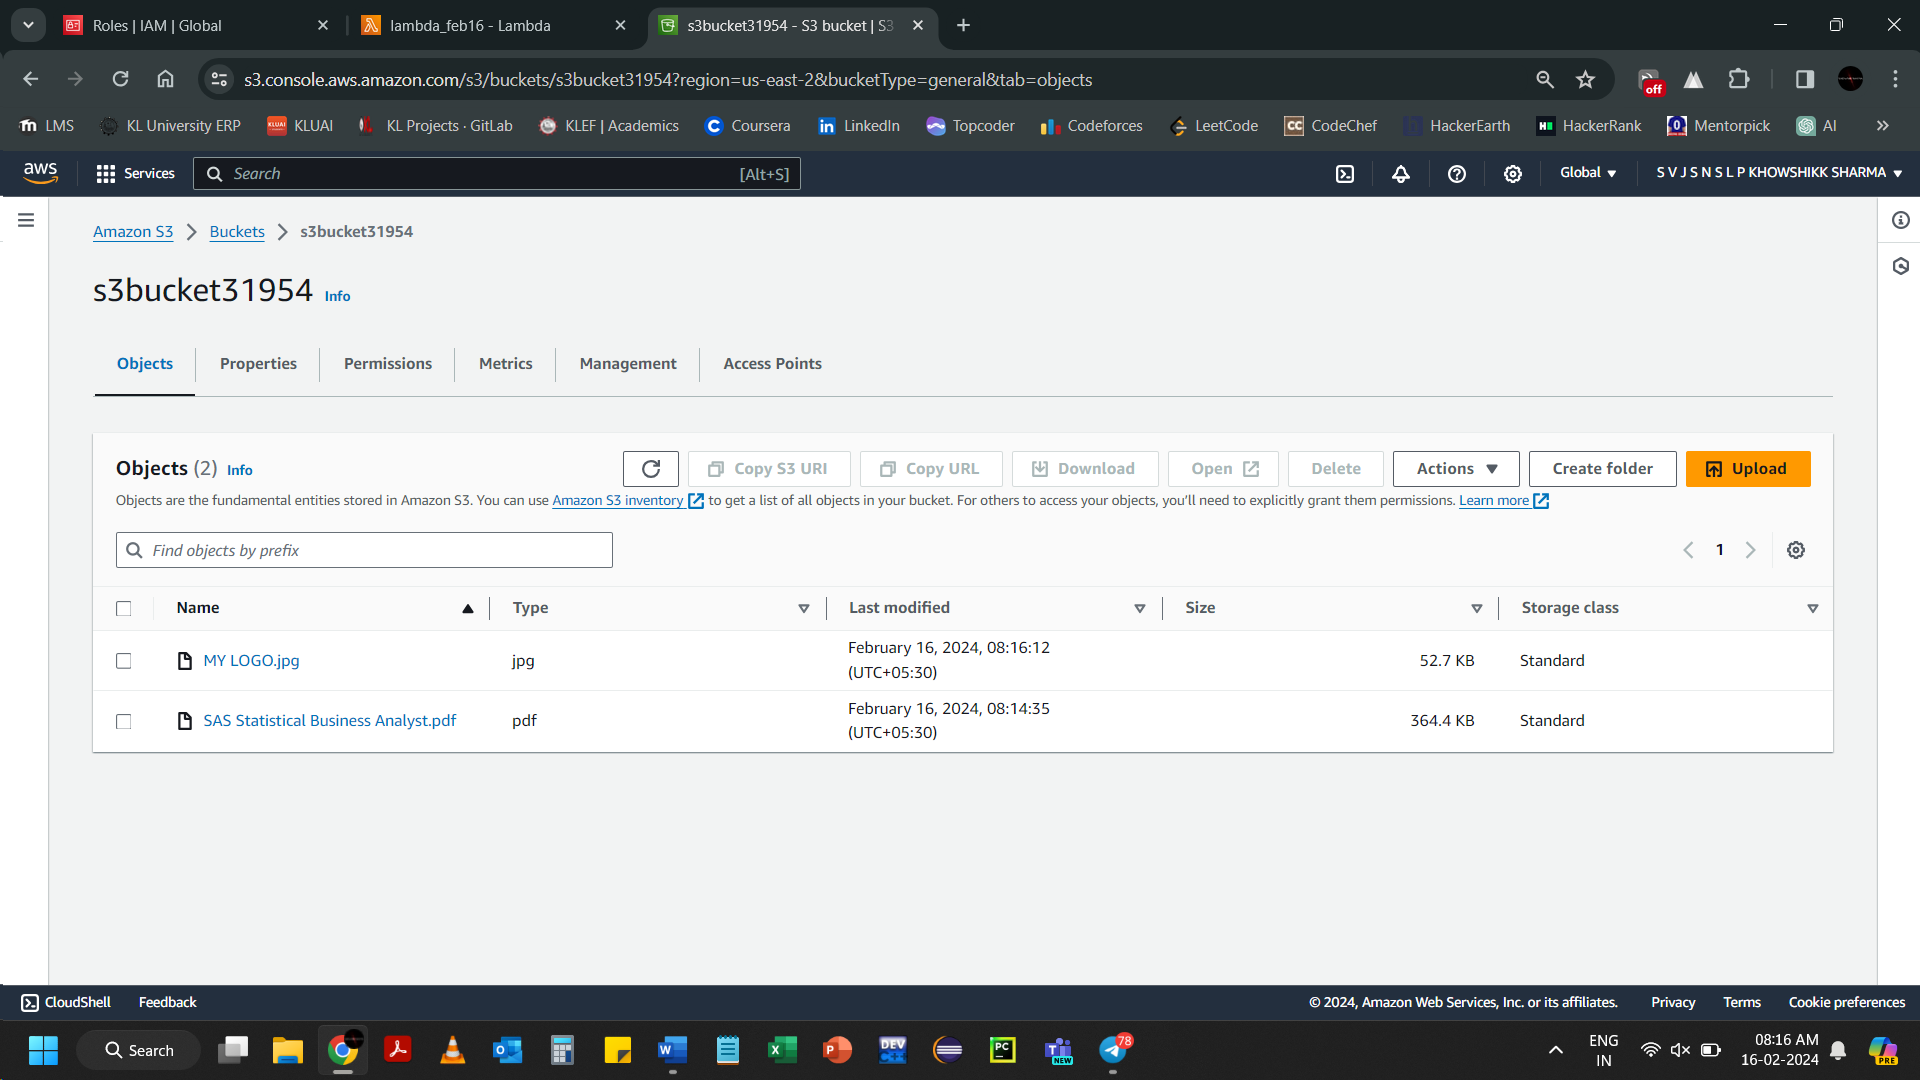 Roles | IAM | Global
lambda_feb16 - Lambda
s3bucket31954 - S3 bucket | S3
s3.console.aws.amazon.com/s3/buckets/s3bucket31954?region=us-east-2&bucketType=general&tab=objects
off
LMS
KL University ERP
KLUAI
KLUAI
KL Projects · GitLab
KLEF | Academics
Coursera
LinkedIn
Topcoder
Codeforces
LeetCode
CodeChef
HackerEarth
HackerRank
Mentorpick
AI
aws
Services
Search
[Alt+S]
Global
S V J S N S L P KHOWSHIKK SHARMA
Amazon S3
Buckets
s3bucket31954
s3bucket31954 Info
Objects
Properties
Permissions
Metrics
Management
Access Points
Objects (2) Info
Copy S3 URI
Copy URL
Download
Open
Delete
Actions
Create folder
Upload
Objects are the fundamental entities stored in Amazon S3. You can use Amazon S3 inventory to get a list of all objects in your bucket. For others to access your objects, you'll need to explicitly grant them permissions. Learn more
Find objects by prefix
1
Name
Type
Last modified
Size
Storage class
MY LOGO.jpg
jpg
February 16, 2024, 08:16:12
(UTC+05:30)
52.7 KB
Standard
SAS Statistical Business Analyst.pdf
pdf
February 16, 2024, 08:14:35
(UTC+05:30)
364.4 KB
Standard
CloudShell
Feedback
© 2024, Amazon Web Services, Inc. or its affiliates.
Privacy
Terms
Cookie preferences
Search
DEV
PC
NEW
78
ENG
IN
08:16 AM
16-02-2024
PRE